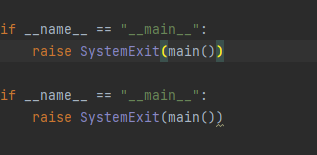 if __name__ == "__main__":
    raise SystemExit(main())
if __name__ == "__main__":
    raise SystemExit(main())